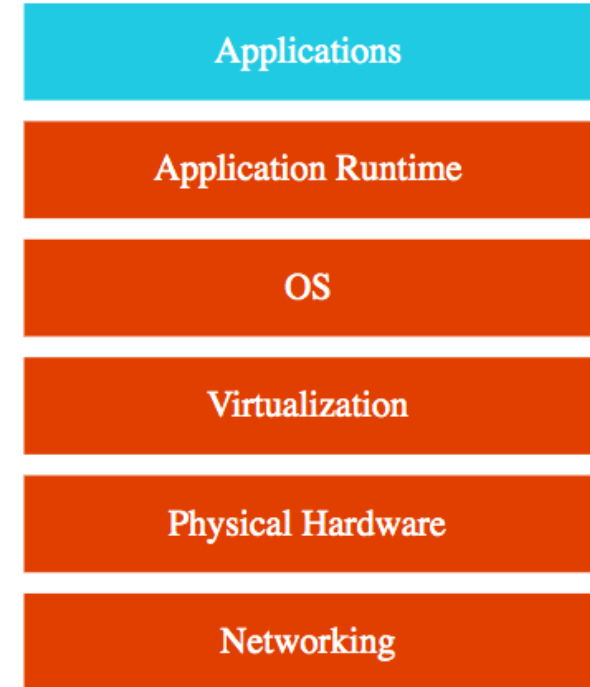 Applications
Application Runtime
OS
Virtualization
Physical Hardware
Networking